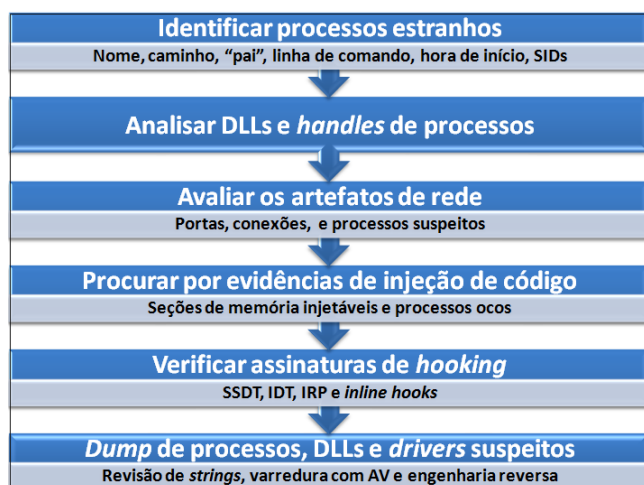 Identificar processos estranhos
Nome, caminho, “pai”, linha de comando, hora de início, SIDs
Analisar DLLs e handles de processos
Avaliar os artefatos de rede
Portas, conexões, e processos suspeitos
Procurar por evidências de injeção de código
Seções de memória injetáveis e processos ocos
Verificar assinaturas de hooking
SSDT, IDT, IRP e inline hooks
Dump de processos, DLLs e drivers suspeitos
Revisão de strings, varredura com AV e engenharia reversa